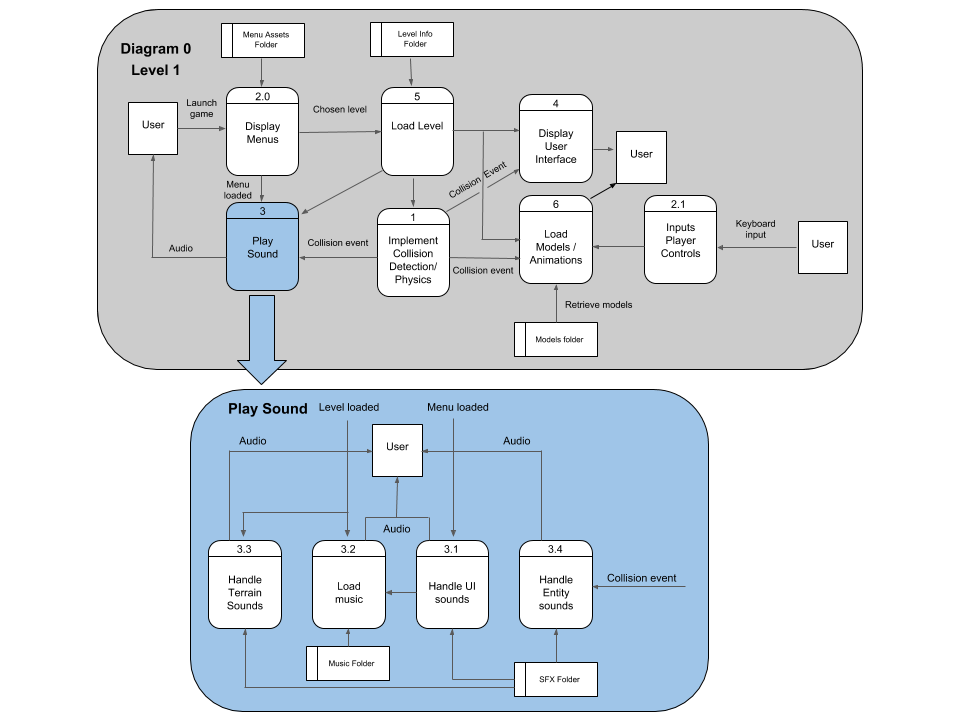 Diagram 0
Level 1
Menu Assets
Folder
Level Info
Folder
User
Launch
game
2.0
Display
Menus
Chosen level
5
Load Level
4
Display
User
Interface
User
Collision Event
Menu
loaded
3
Play
Sound
Audio
Collision event
1
Implement
Collision
Detection/
Physics
Collision event
6
Load
Models /
Animations
2.1
Inputs
Player
Controls
Keyboard
input
User
Retrieve models
Models folder
Play Sound
Level loaded
Menu loaded
Audio
User
Audio
Audio
3.3
Handle
Terrain
Sounds
3.2
Load
music
3.1
Handle UI
sounds
3.4
Handle
Entity
sounds
Collision event
Music Folder
SFX Folder